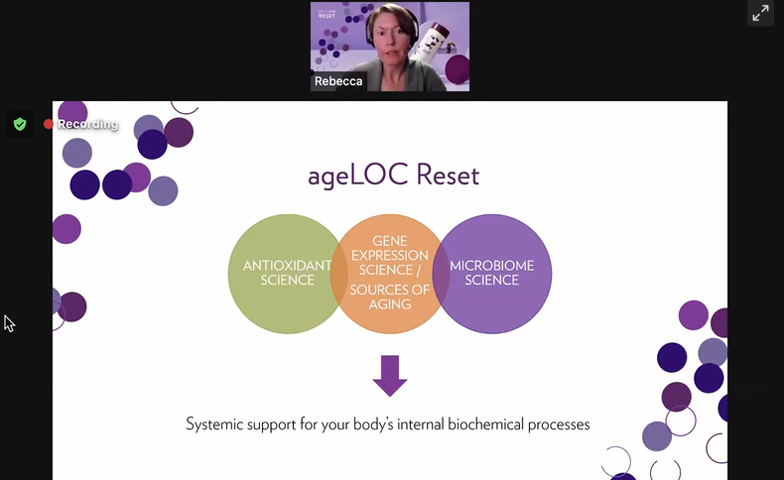 RESET
Rebecca
Recording
ageLOC Reset
ANTIOXIDANT
SCIENCE
GENE
EXPRESSION
SCIENCE /
SOURCES OF
AGING
MICROBIOME
SCIENCE
Systemic support for your body's internal biochemical processes